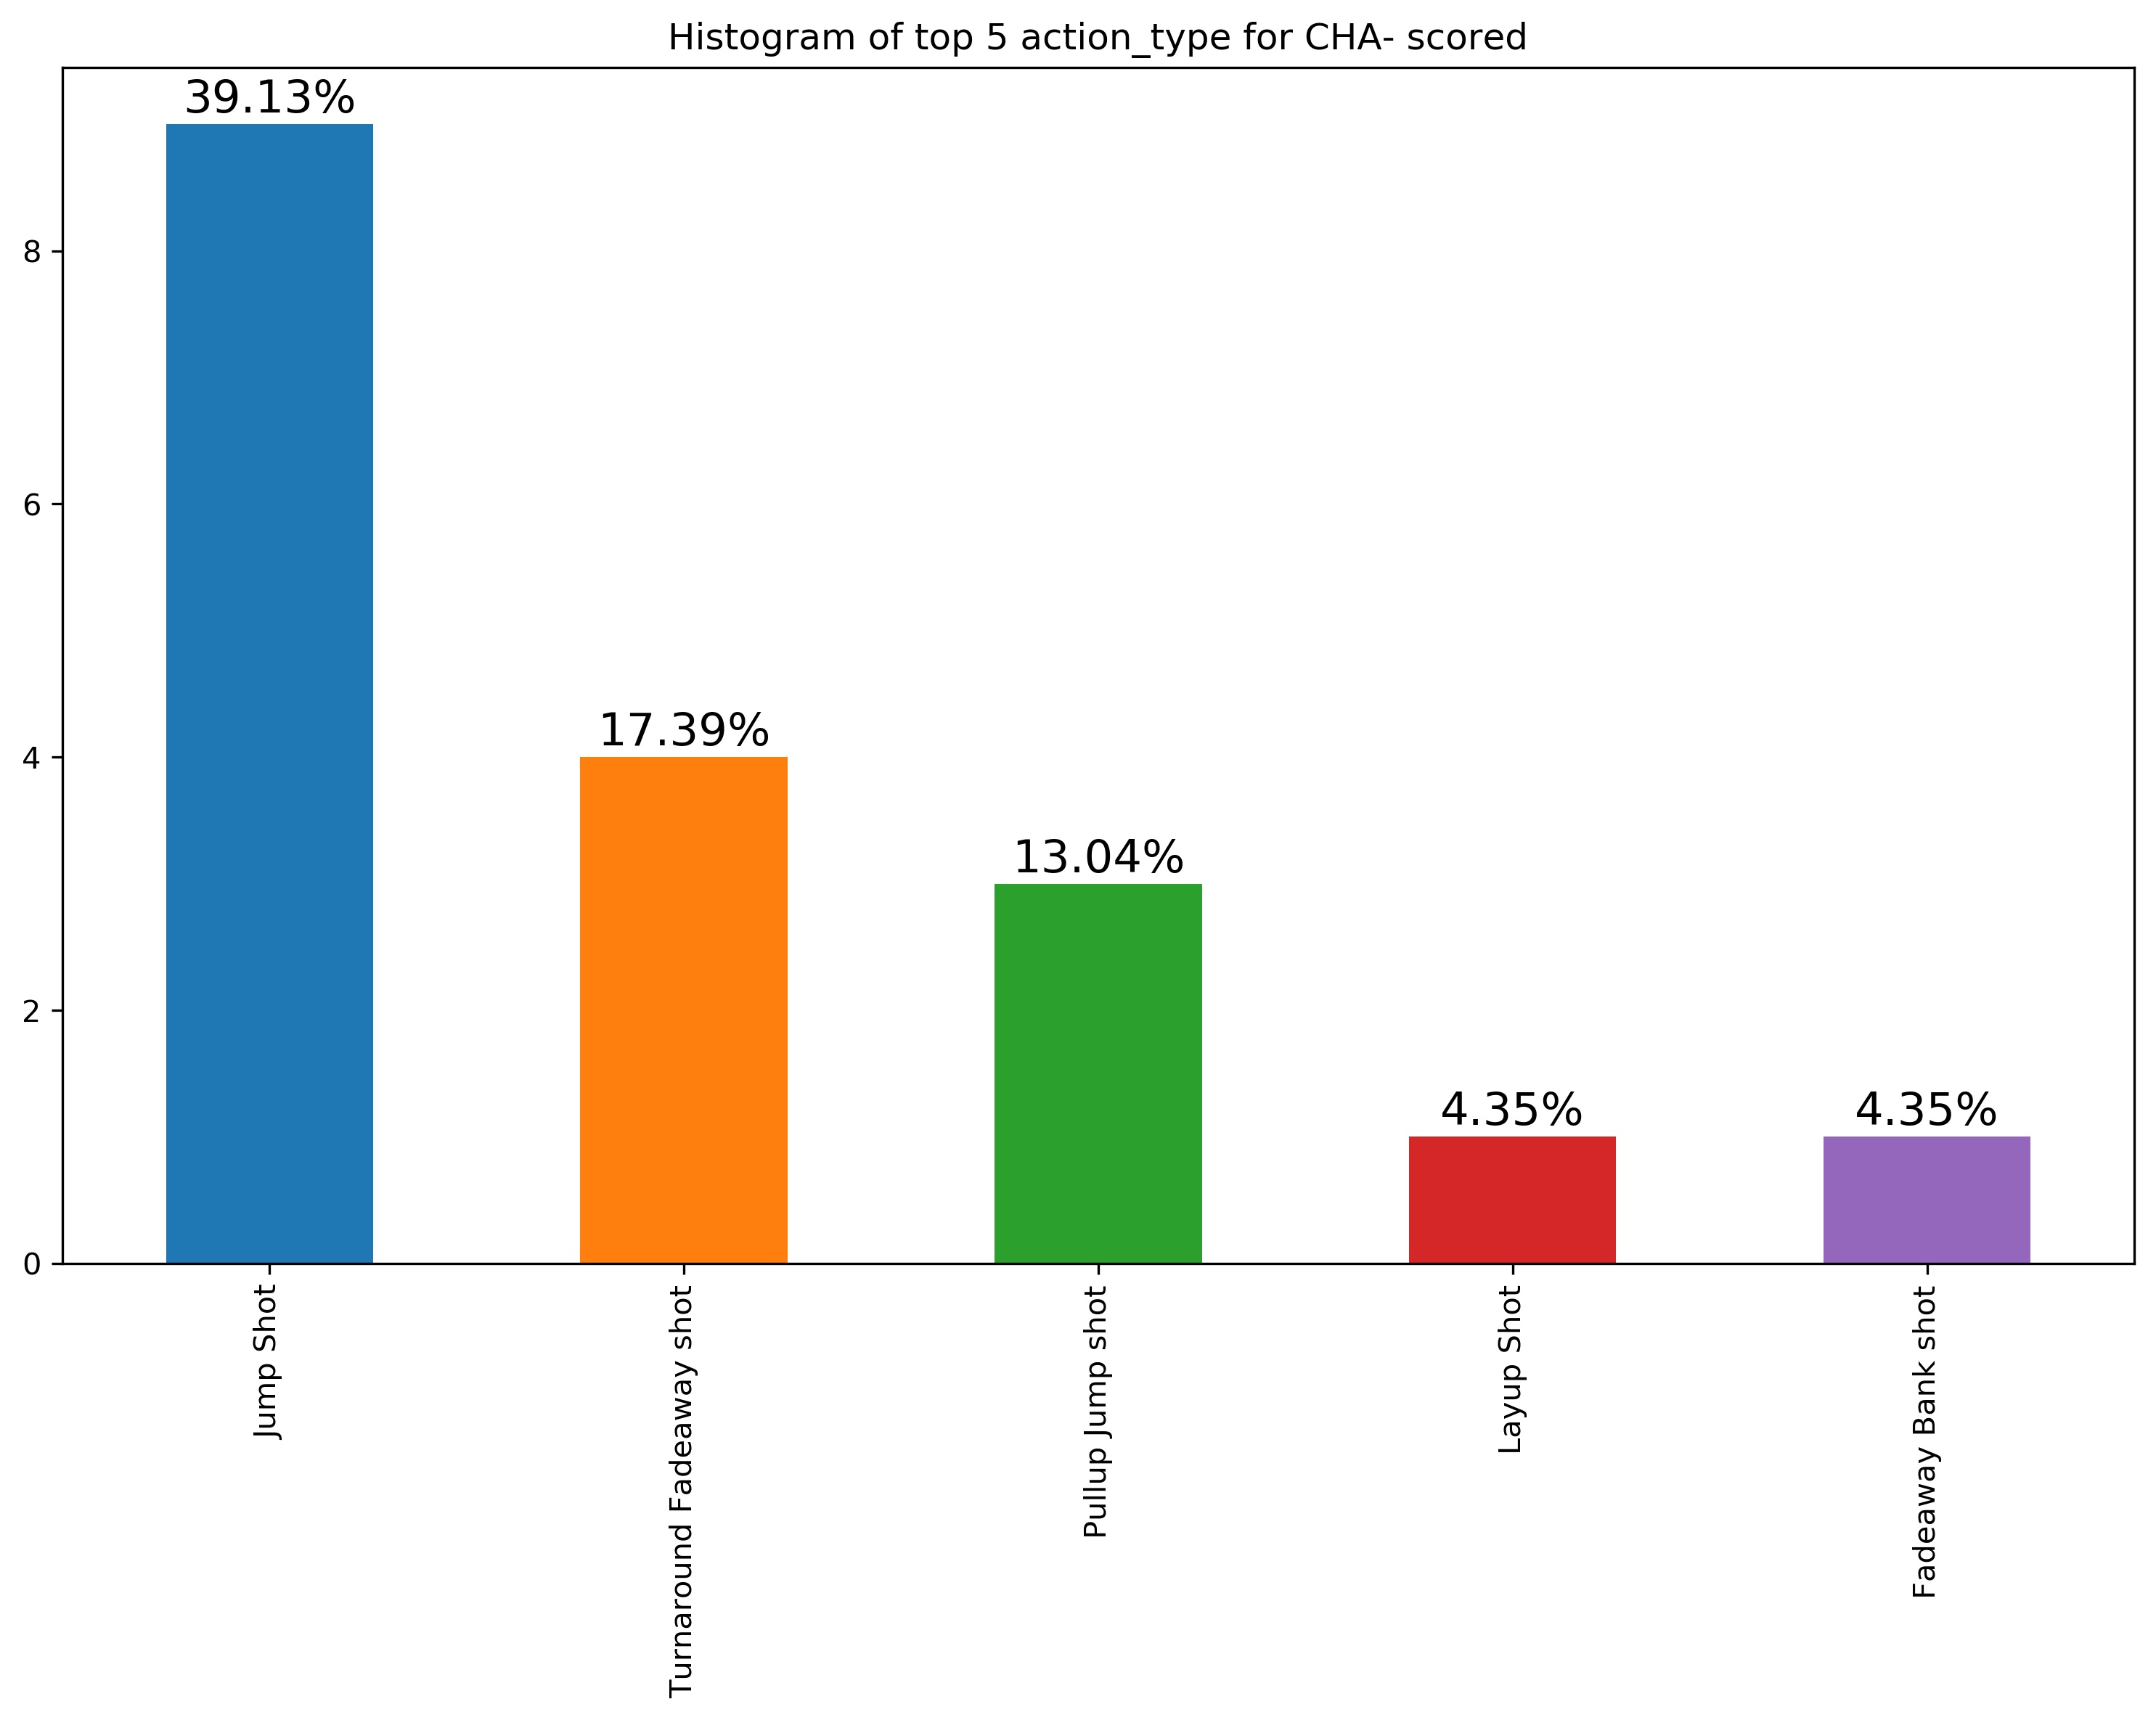 Histogram of top 5 action_type for CHA- scored
39.13%
17.39%
13.04%
4.35%
4.35%
8
6
4
2
0
Jump Shot
Turnaround Fadeaway shot
Pullup Jump shot
Layup Shot
Fadeaway Bank shot